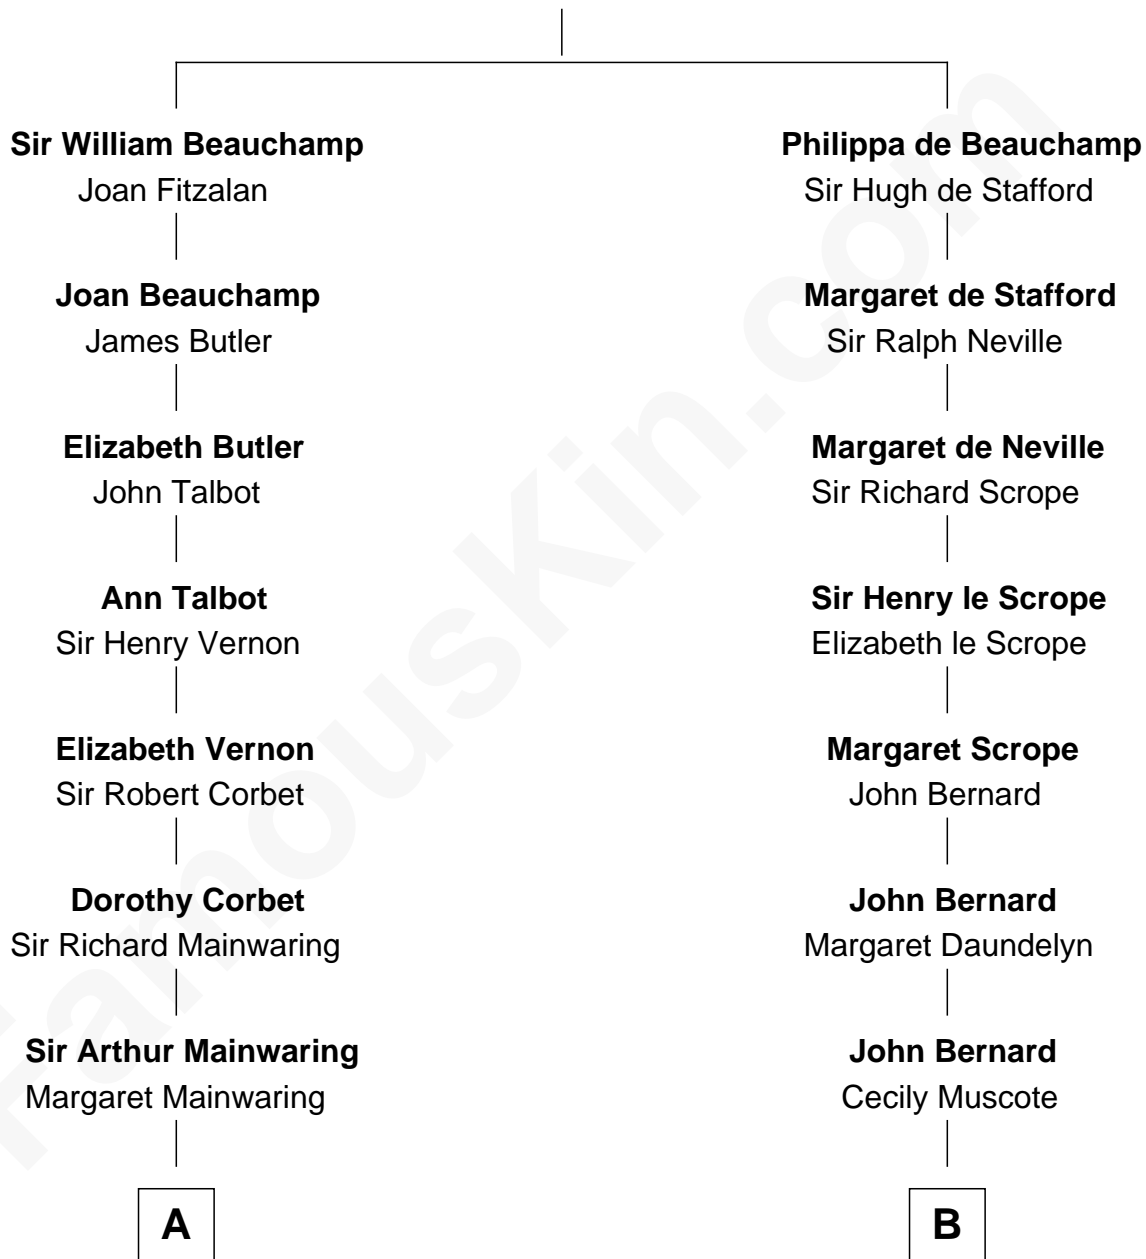 Sir William Beauchamp
Joan Fitzalan
Joan Beauchamp
James Butler
Elizabeth Butler
John Talbot
Ann Talbot
Sir Henry Vernon
Elizabeth Vernon
Sir Robert Corbet
Dorothy Corbet
Sir Richard Mainwaring
Sir Arthur Mainwaring
Margaret Mainwaring
A
Philippa de Beauchamp
Sir Hugh de Stafford
Margaret de Stafford
Sir Ralph Neville
Margaret de Neville
Sir Richard Scrope
Sir Henry le Scrope
Elizabeth le Scrope
Margaret Scrope
John Bernard
John Bernard
Margaret Daundelyn
John Bernard
Cecily Muscote
B
FamousKin.com